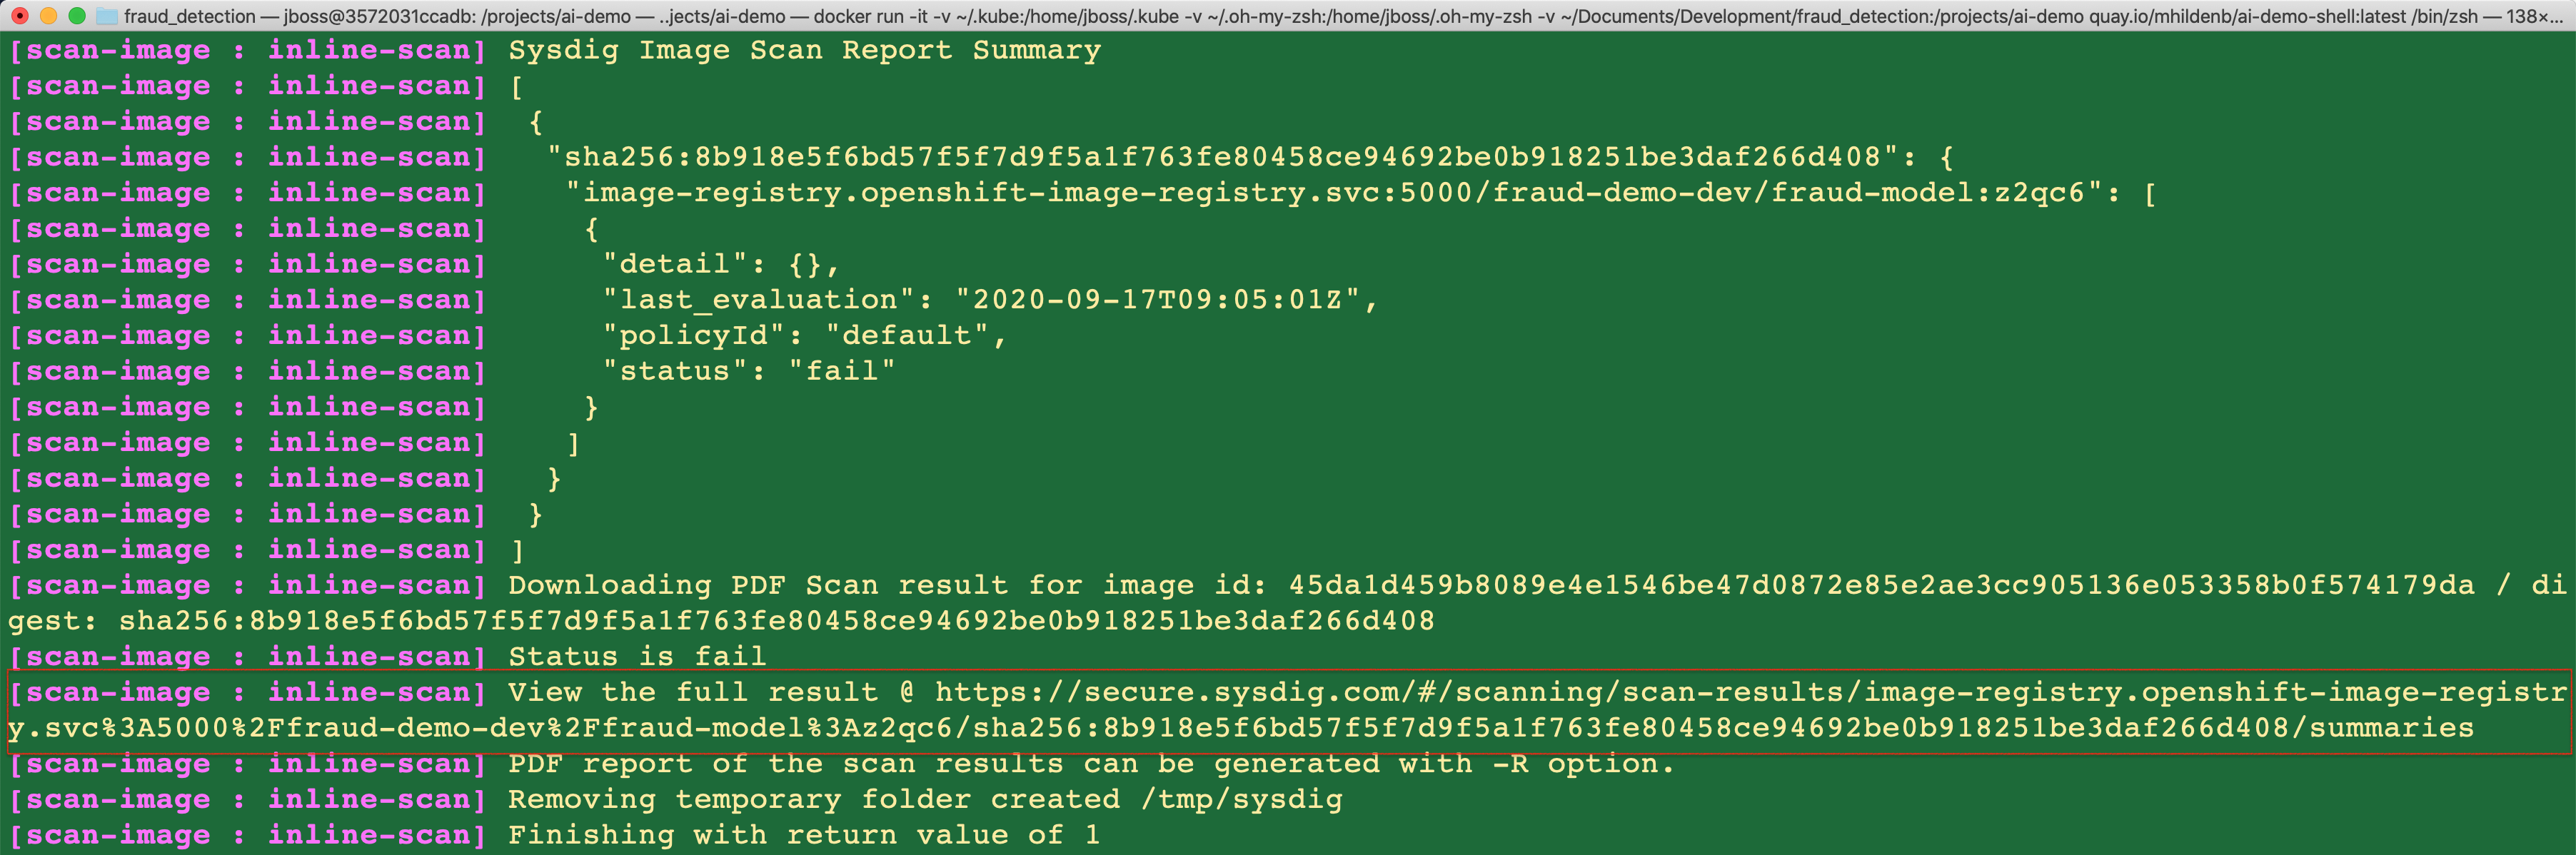 fraud_detection — jboss@3572031ccadb: /projects/ai-demo — ..jects/ai-demo — docker run -it -v ~/.kube:/home/jboss/.kube -v ~/.oh-my-zsh:/home/jboss/.oh-my-zsh -v ~/Documents/Development/fraud_detection:/projects/ai-demo quay.io/mhildenb/ai-demo-shell:latest /bin/zsh — 138×...
[scan-image : inline-scan] Sysdig Image Scan Report Summary
[scan-image : inline-scan] [
[scan-image : inline-scan]  {
[scan-image : inline-scan]   "sha256:8b918e5f6bd57f5f7d9f5a1f763fe80458ce94692be0b918251be3daf266d408": {
[scan-image : inline-scan]    "image-registry.openshift-image-registry.svc:5000/fraud-demo-dev/fraud-model:z2qc6": [
[scan-image : inline-scan]     {
[scan-image : inline-scan]      "detail": {},
[scan-image : inline-scan]      "last_evaluation": "2020-09-17T09:05:01Z",
[scan-image : inline-scan]      "policyId": "default",
[scan-image : inline-scan]      "status": "fail"
[scan-image : inline-scan]     }
[scan-image : inline-scan]    ]
[scan-image : inline-scan]   }
[scan-image : inline-scan]  }
[scan-image : inline-scan] ]
[scan-image : inline-scan] Downloading PDF Scan result for image id: 45da1d459b8089e4e1546be47d0872e85e2ae3cc905136e053358b0f574179da / di
gest: sha256:8b918e5f6bd57f5f7d9f5a1f763fe80458ce94692be0b918251be3daf266d408
[scan-image : inline-scan] Status is fail
[scan-image : inline-scan] View the full result @ https://secure.sysdig.com/#/scanning/scan-results/image-registry.openshift-image-registr
y.svc%3A5000%2Ffraud-demo-dev%2Ffraud-model%3Az2qc6/sha256:8b918e5f6bd57f5f7d9f5a1f763fe80458ce94692be0b918251be3daf266d408/summaries
[scan-image : inline-scan] PDF report of the scan results can be generated with -R option.
[scan-image : inline-scan] Removing temporary folder created /tmp/sysdig
[scan-image : inline-scan] Finishing with return value of 1